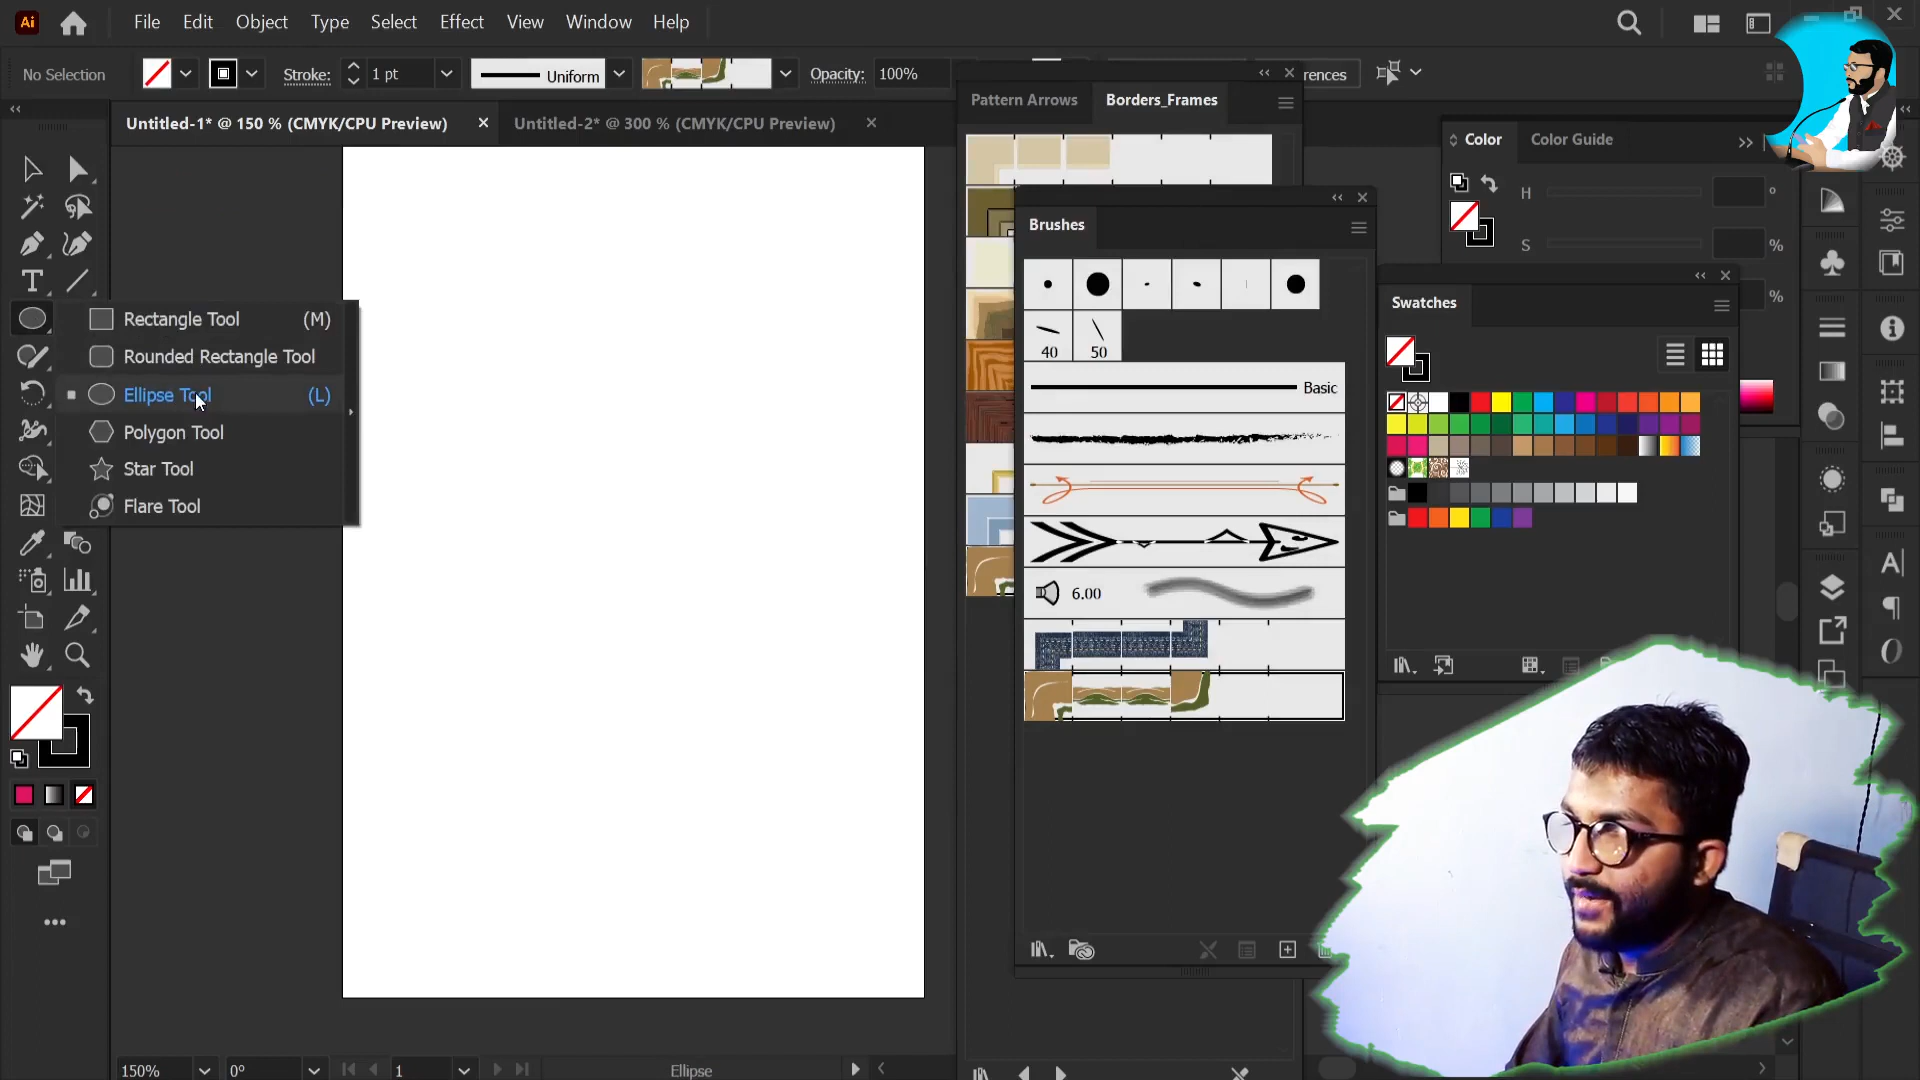 Ai
File Edit Object Type Select Effect View Window Help
No Selection Stroke: 1 pt Uniform Opacity: 100%
Untitled-1* @ 150 % (CMYK/CPU Preview) Untitled-2* @ 300 % (CMYK/CPU Preview)
Pattern Arrows Borders_Frames
Color Color Guide
H °
S %
%
Brushes
40 50
Basic
6.00
Swatches
Rectangle Tool (M)
Rounded Rectangle Tool
Ellipse Tool (L)
Polygon Tool
Star Tool
Flare Tool
150% 0° 1 Ellipse